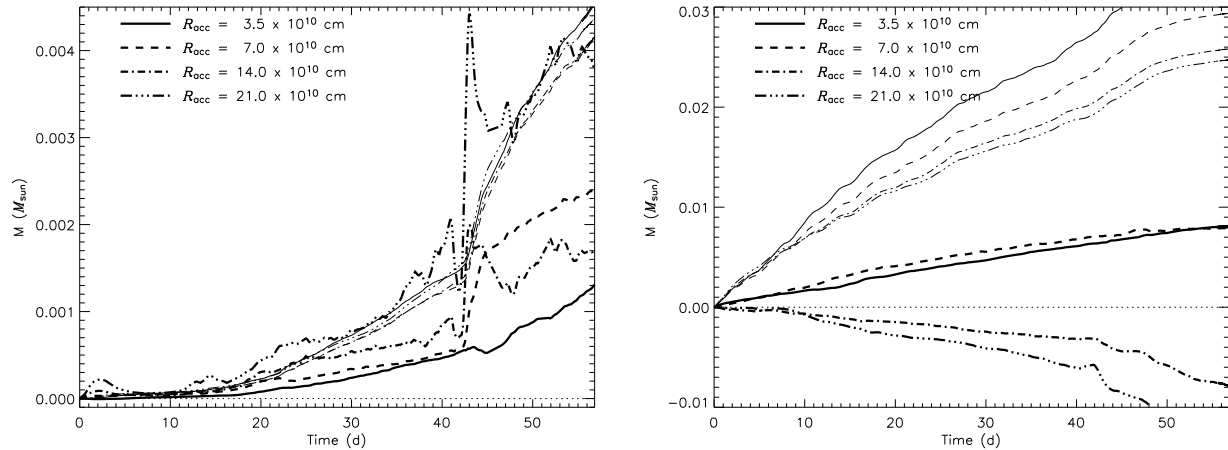 R_acc = 3.5 x 10^10 cm
R_acc = 7.0 x 10^10 cm
R_acc = 14.0 x 10^10 cm
R_acc = 21.0 x 10^10 cm
0.004
0.003
0.002
0.001
0.000
M (M_sun)
0 10 20 30 40 50
Time (d)
R_acc = 3.5 x 10^10 cm
R_acc = 7.0 x 10^10 cm
R_acc = 14.0 x 10^10 cm
R_acc = 21.0 x 10^10 cm
0.03
0.02
0.01
0.00
−0.01
M (M_sun)
0 10 20 30 40 50
Time (d)